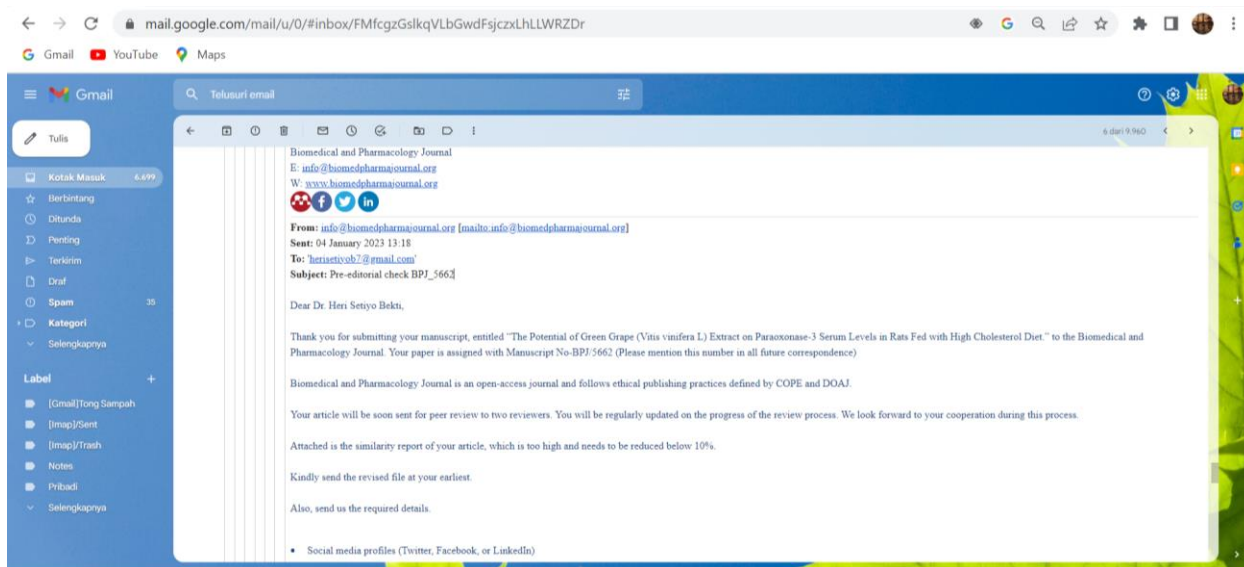 mail.google.com/mail/u/0/#inbox/FMfcgzGslkqVLbGwdFsjczxLhLLWRZDr
Gmail YouTube Maps
Gmail
Telusuri email
Tulis
6 dari 9.960
Kotak Masuk 6.699
Berbintang
Ditunda
Penting
Terkirim
Draf
Spam 35
Kategori
Selengkapnya
Label
[Gmail]Tong Sampah
[Imap]/Sent
[Imap]/Trash
Notes
Pribadi
Selengkapnya
Biomedical and Pharmacology Journal
E: info@biomedpharmajournal.org
W: www.biomedpharmajournal.org
From: info@biomedpharmajournal.org [mailto:info@biomedpharmajournal.org]
Sent: 04 January 2023 13:18
To: 'herisetiyob7@gmail.com'
Subject: Pre-editorial check BPJ_5662
Dear Dr. Heri Setiyo Bekti,
Thank you for submitting your manuscript, entitled "The Potential of Green Grape (Vitis vinifera L) Extract on Paraoxonase-3 Serum Levels in Rats Fed with High Cholesterol Diet." to the Biomedical and
Pharmacology Journal. Your paper is assigned with Manuscript No-BPJ/5662 (Please mention this number in all future correspondence)
Biomedical and Pharmacology Journal is an open-access journal and follows ethical publishing practices defined by COPE and DOAJ.
Your article will be soon sent for peer review to two reviewers. You will be regularly updated on the progress of the review process. We look forward to your cooperation during this process.
Attached is the similarity report of your article, which is too high and needs to be reduced below 10%.
Kindly send the revised file at your earliest.
Also, send us the required details.
• Social media profiles (Twitter, Facebook, or LinkedIn)